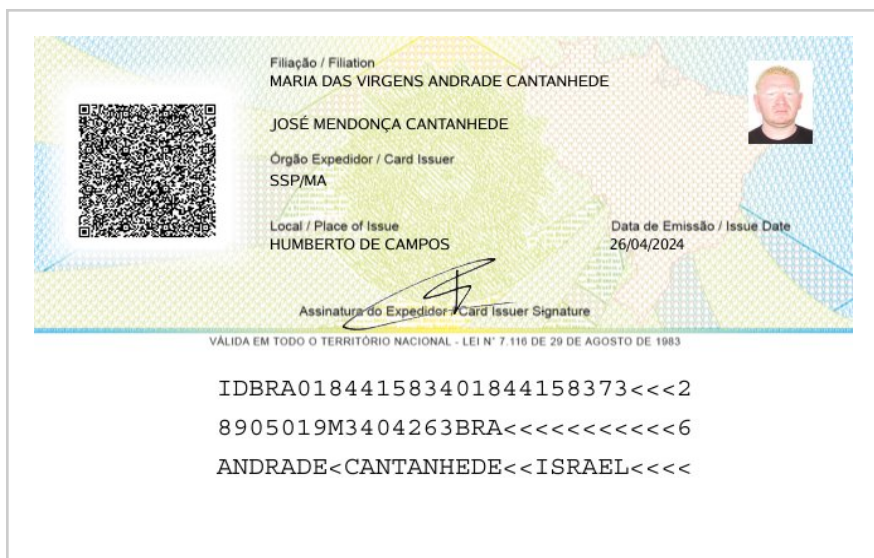 Filiação / Filiation
MARIA DAS VIRGENS ANDRADE CANTANHEDE
JOSÉ MENDONÇA CANTANHEDE
Órgão Expedidor / Card Issuer
SSP/MA
Local / Place of Issue
HUMBERTO DE CAMPOS
Data de Emissão / Issue Date
26/04/2024
Assinatura do Expedidor / Card Issuer Signature
VÁLIDA EM TODO O TERRITÓRIO NACIONAL - LEI N° 7.116 DE 29 DE AGOSTO DE 1983
IDBRA018441583401844158373<<<2
8905019M3404263BRA<<<<<<<<<<<6
ANDRADE<CANTANHEDE<<ISRAEL<<<<